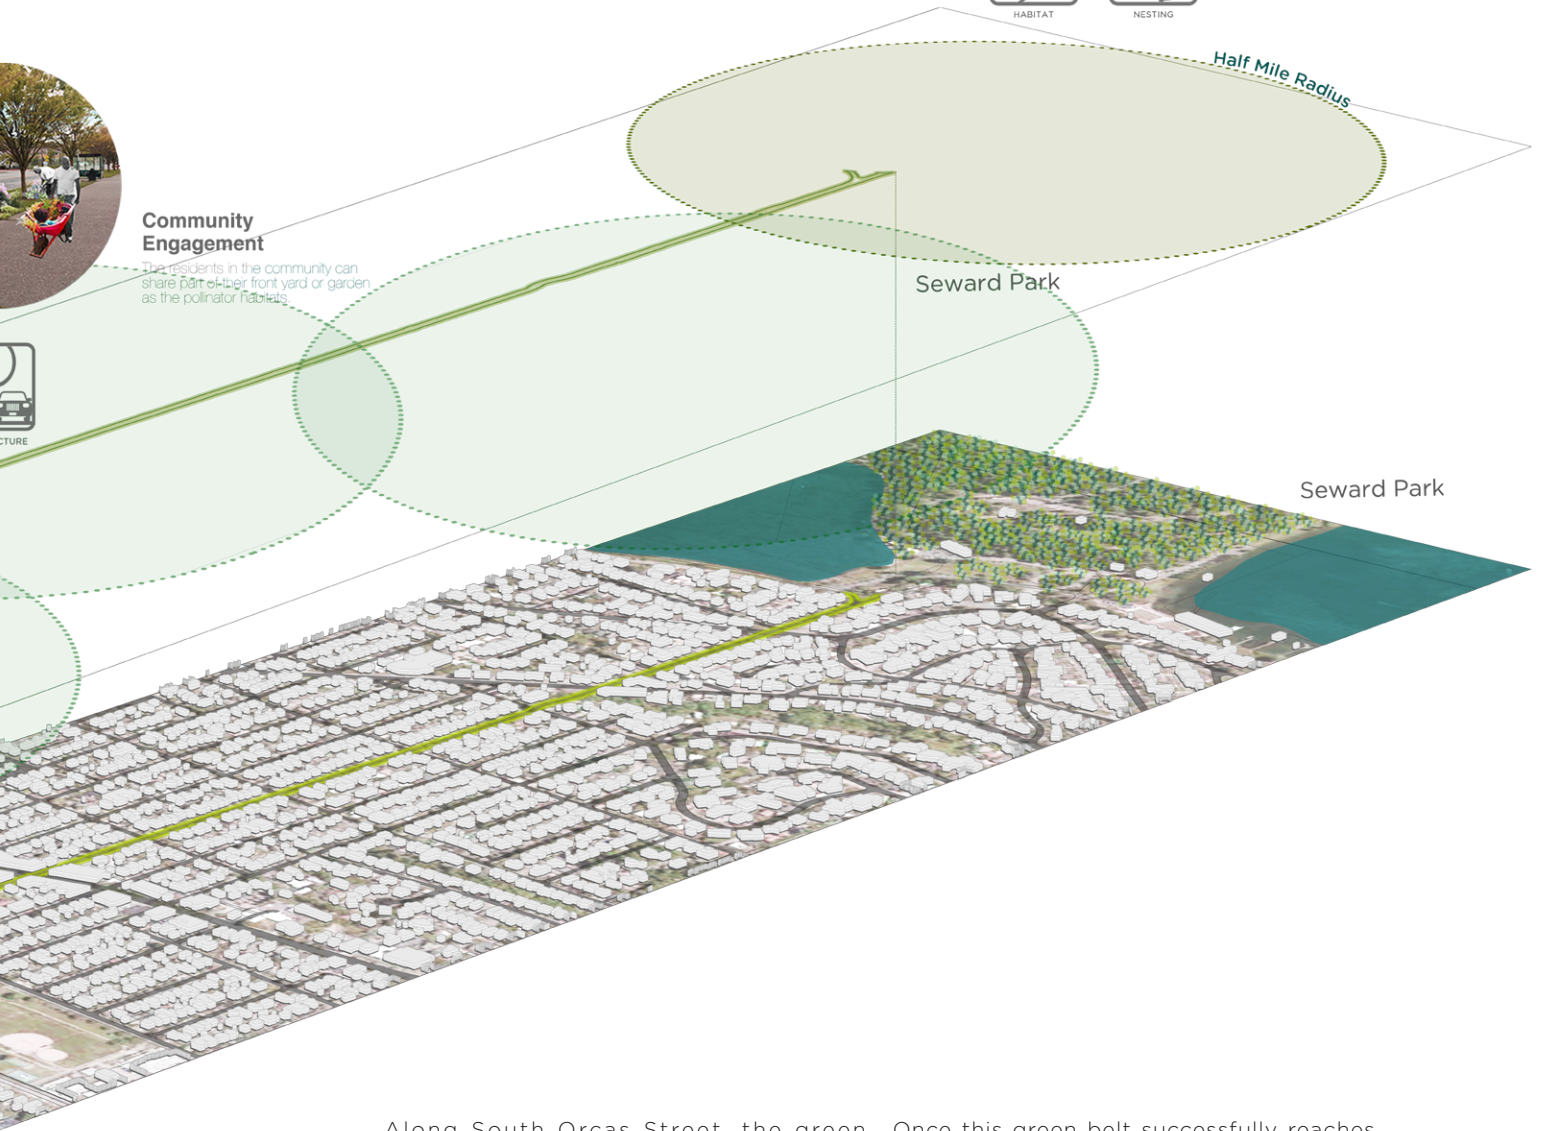 HABITAT
NESTING
Half Mile Radius
Community
Engagement
The residents in the community can
share part of their front yard or garden
as the pollinator habitats.
Seward Park
CTURE
Seward Park
Along South Orcas Street, the green
Once this green belt successfully reaches